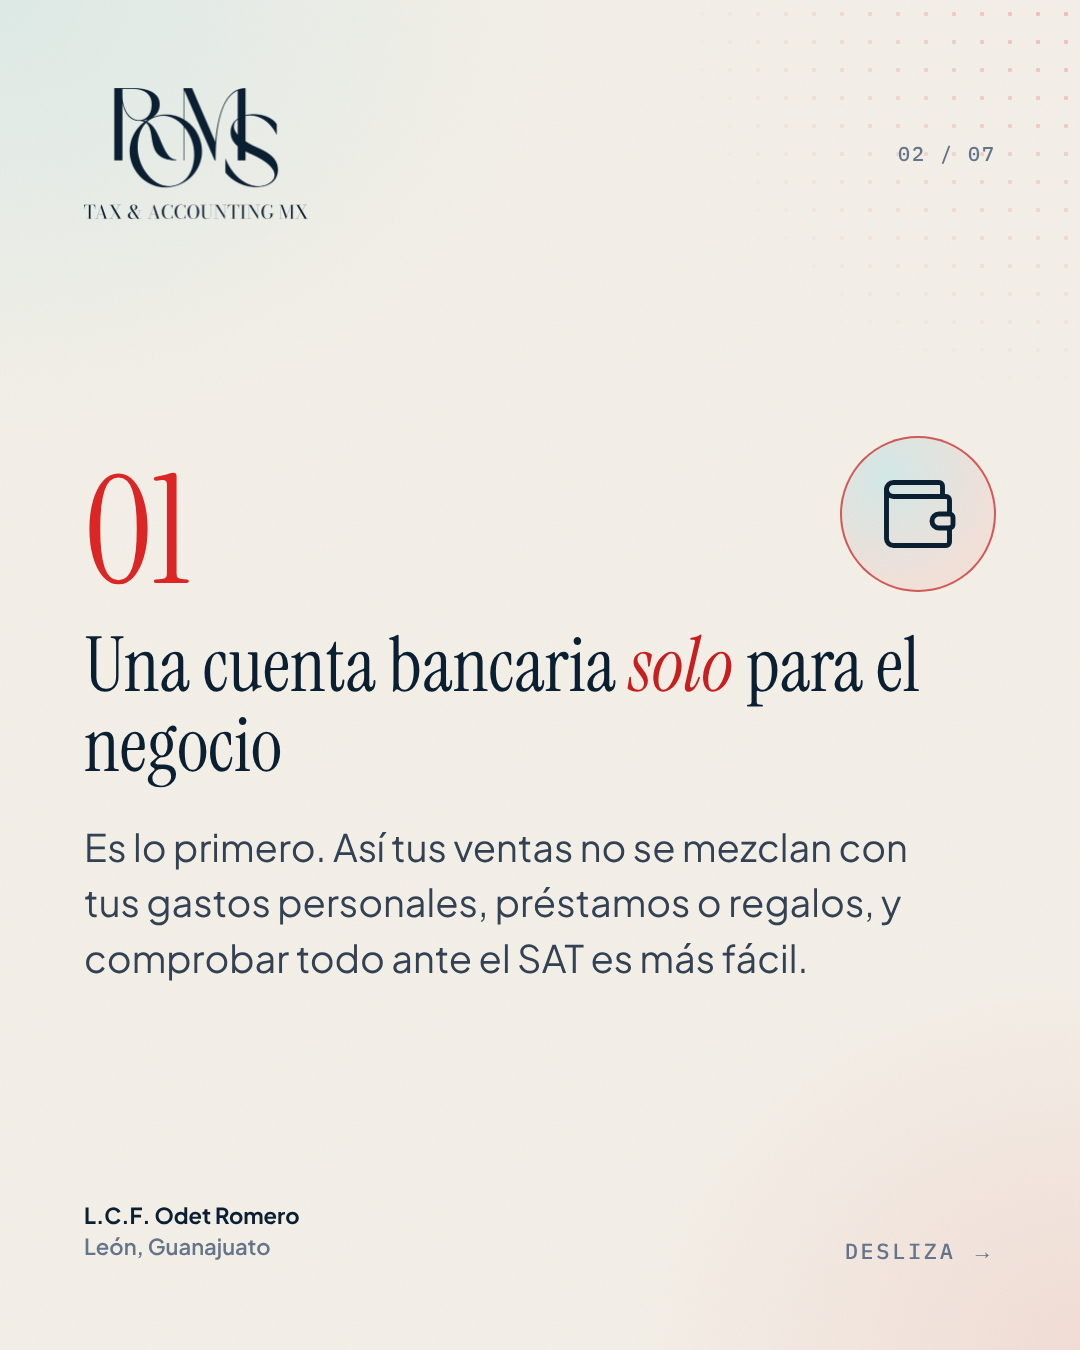 ROMS
TAX & ACCOUNTING MX
02 / 07
01
Una cuenta bancaria solo para el
negocio
Es lo primero. Así tus ventas no se mezclan con
tus gastos personales, préstamos o regalos, y
comprobar todo ante el SAT es más fácil.
L.C.F. Odet Romero
León, Guanajuato
DESLIZA →